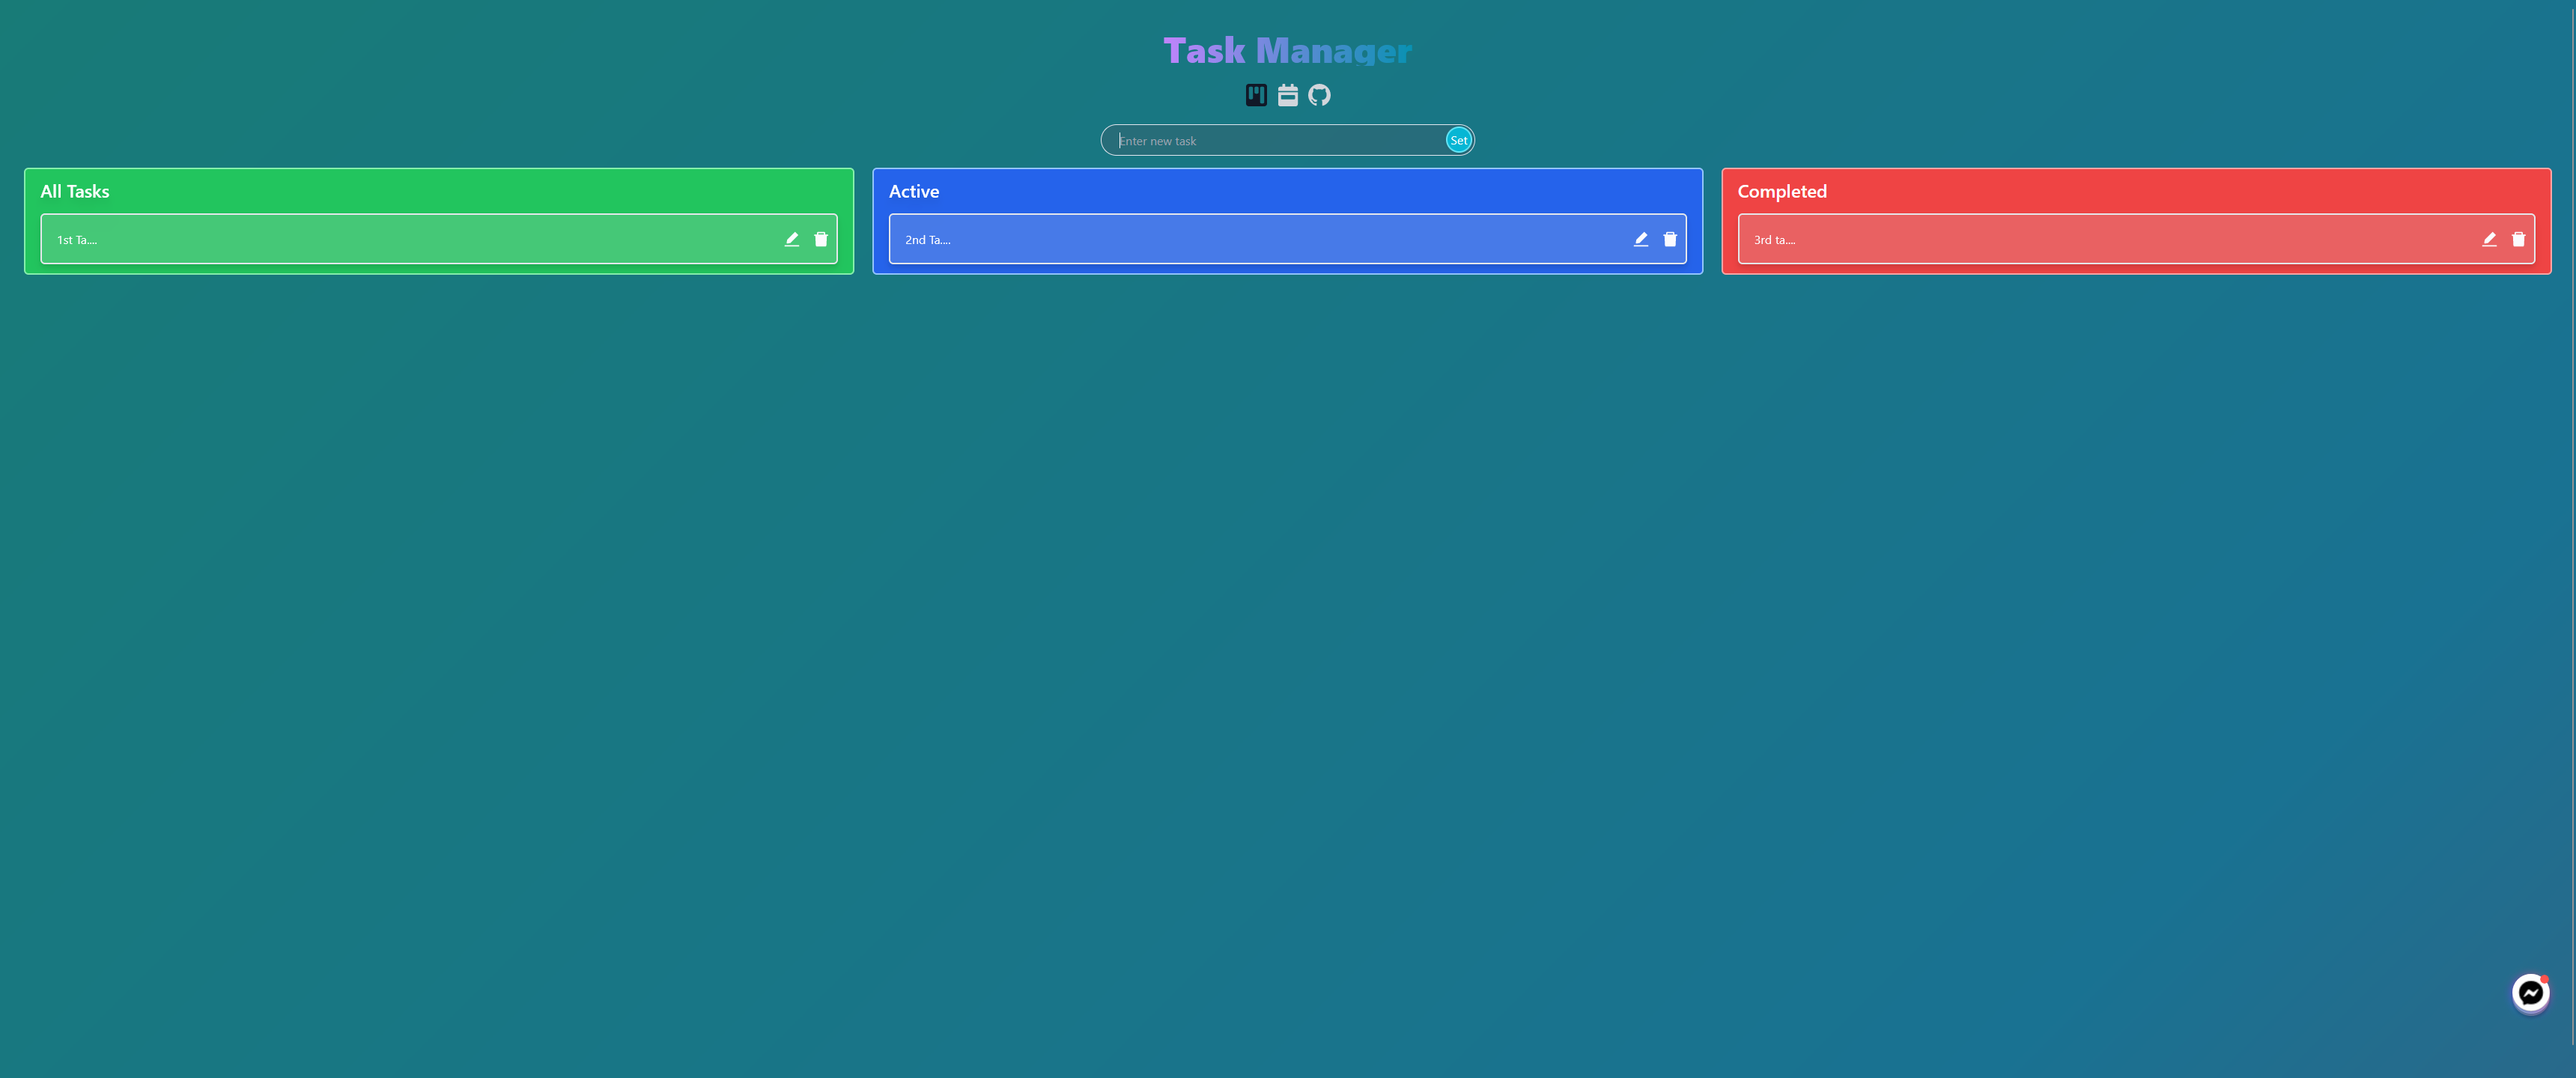 Task Manager
Enter new task
Set
All Tasks
Active
Completed
1st Ta....
2nd Ta....
3rd ta....